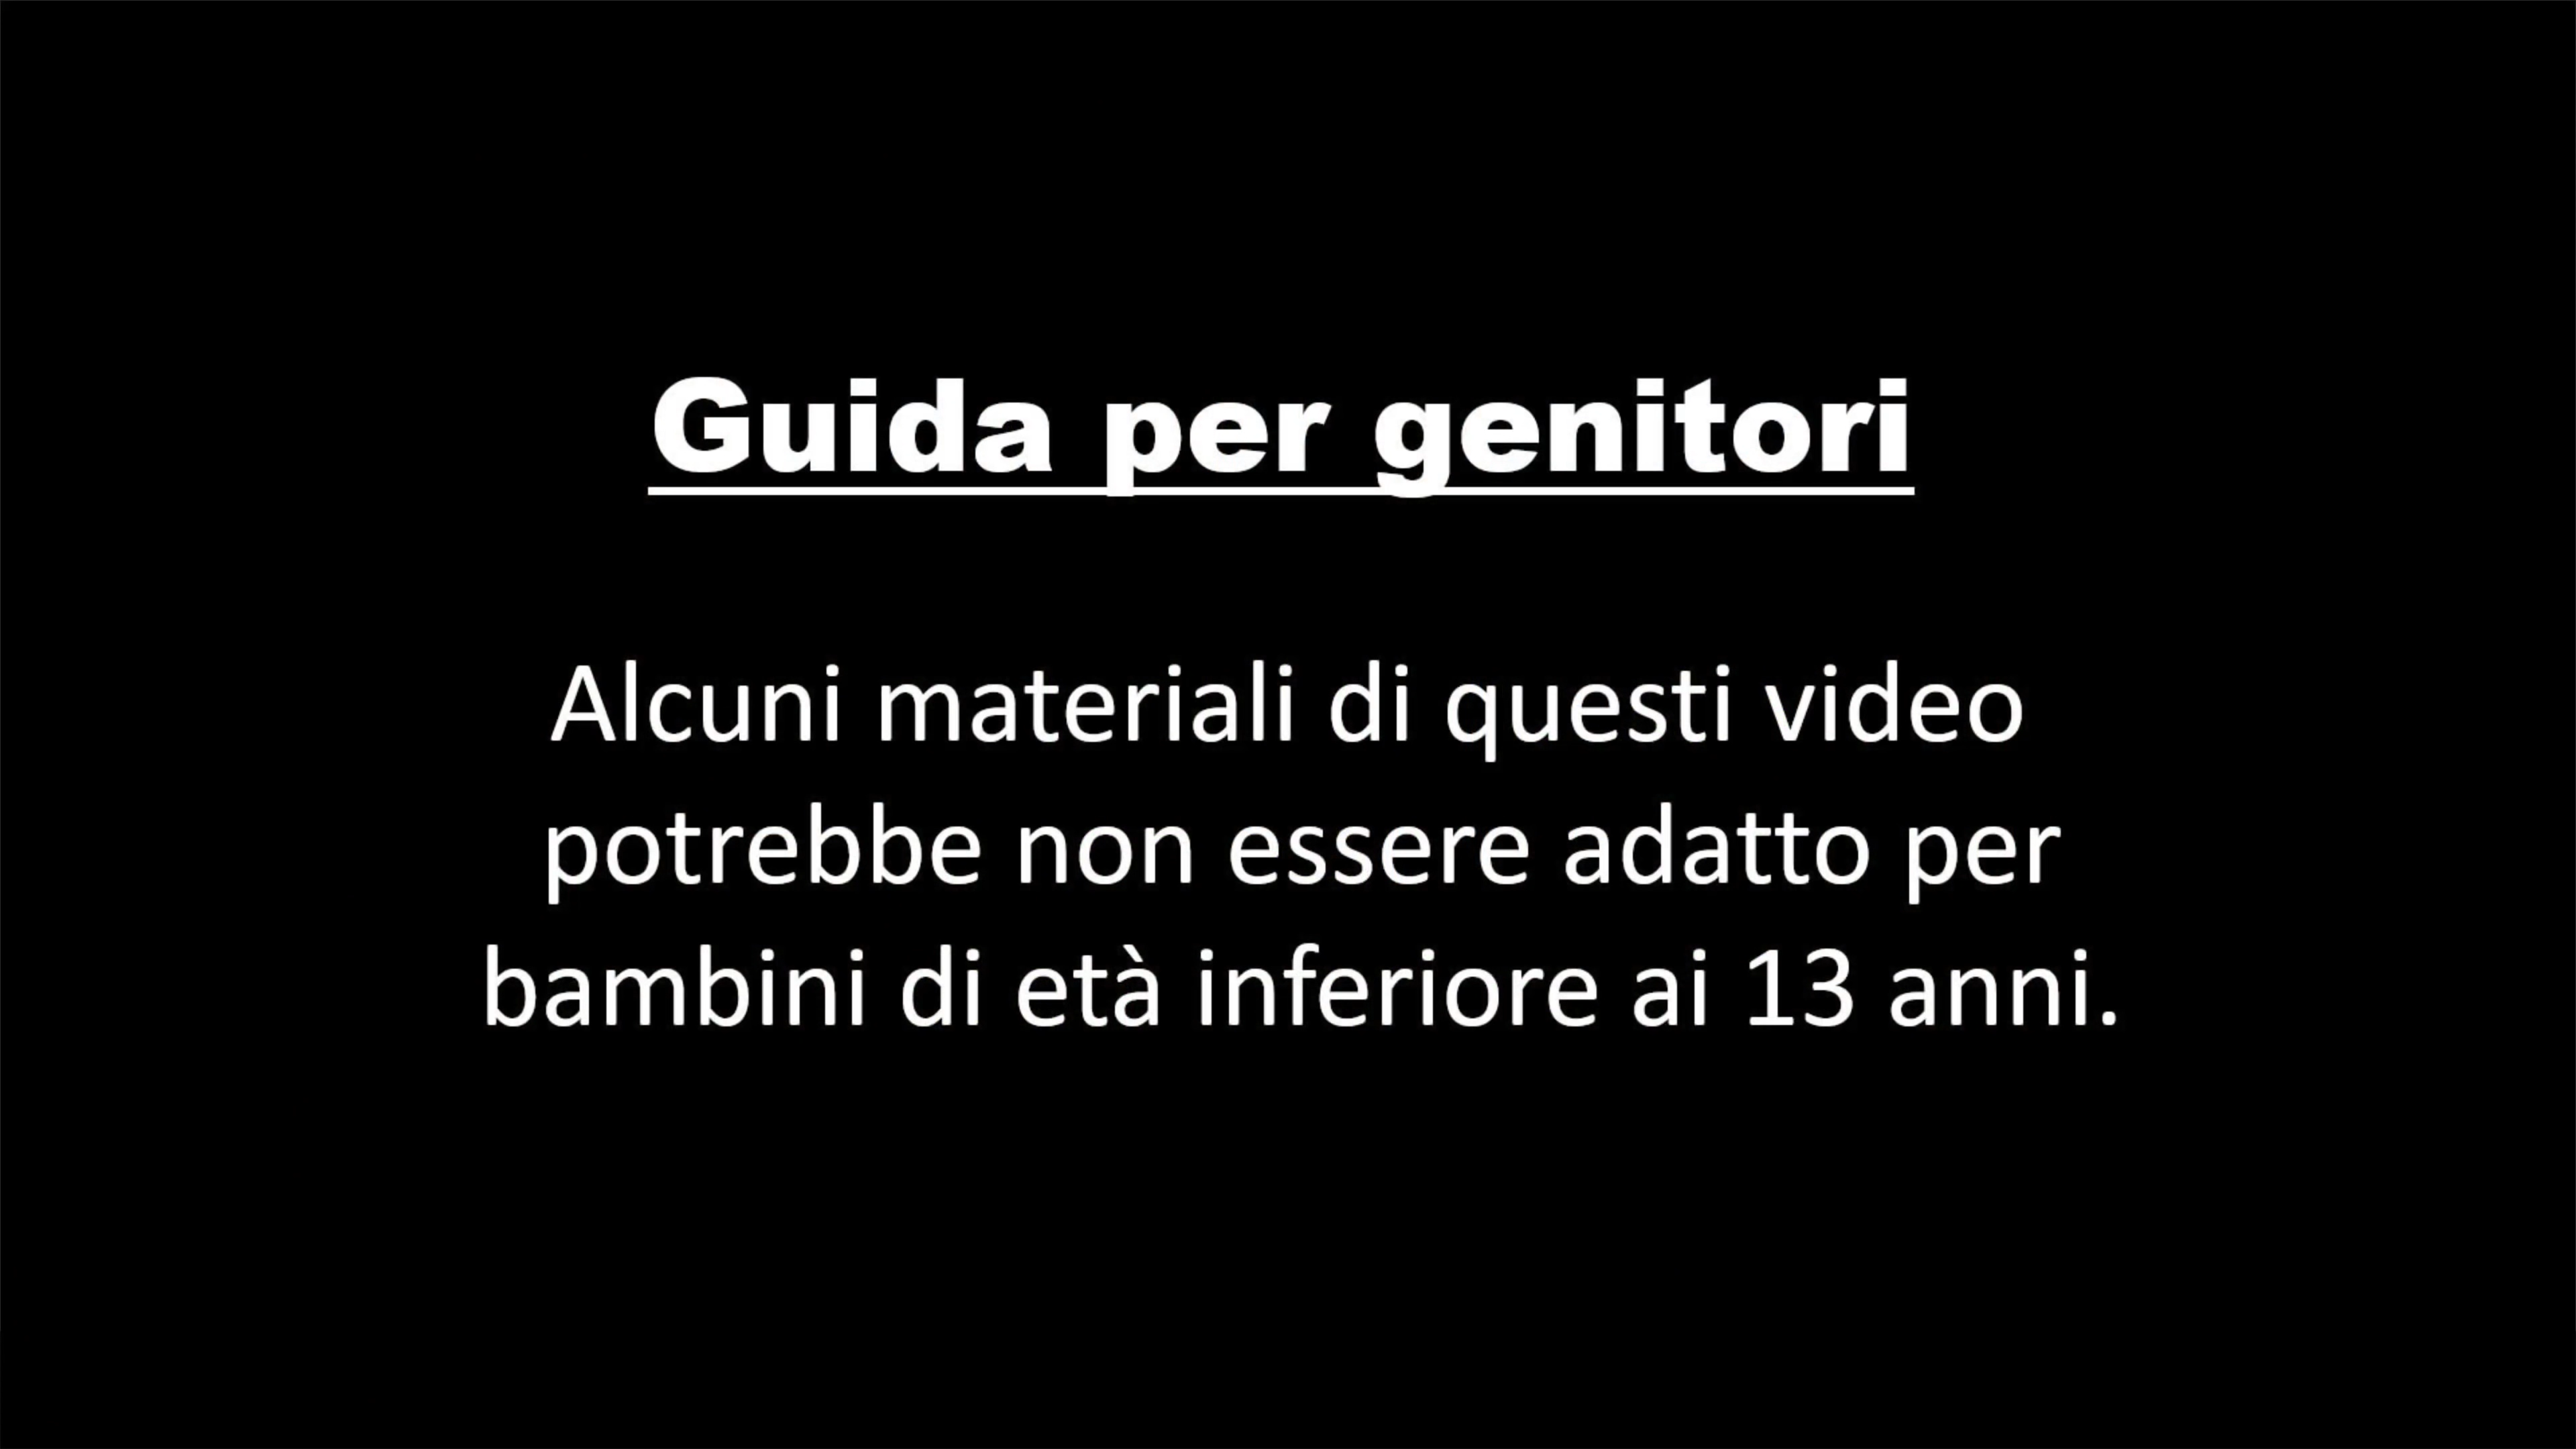 Guida per genitori
Alcuni materiali di questi video
potrebbe non essere adatto per
bambini di età inferiore ai 13 anni.